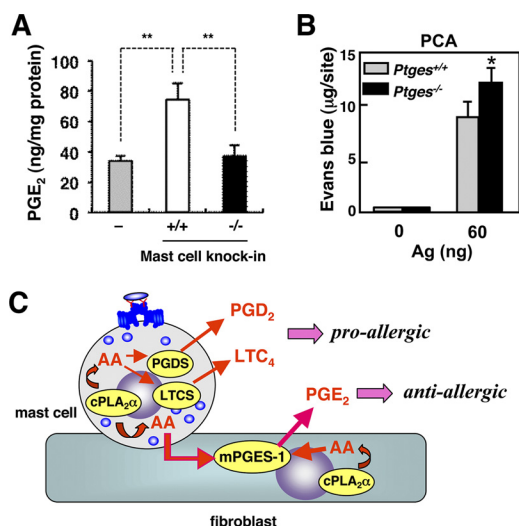 A
**
**
PGE2 (ng/mg protein)
100
80
60
40
20
0
–
+/+
-/-
Mast cell knock-in
B
PCA
Evans blue (µg/site)
15
10
5
0
Ptges+/+
Ptges-/-
*
0
60
Ag (ng)
C
PGD2
pro-allergic
LTC4
AA
PGDS
LTCS
cPLA2α
AA
mast cell
PGE2
anti-allergic
mPGES-1
AA
cPLA2α
fibroblast